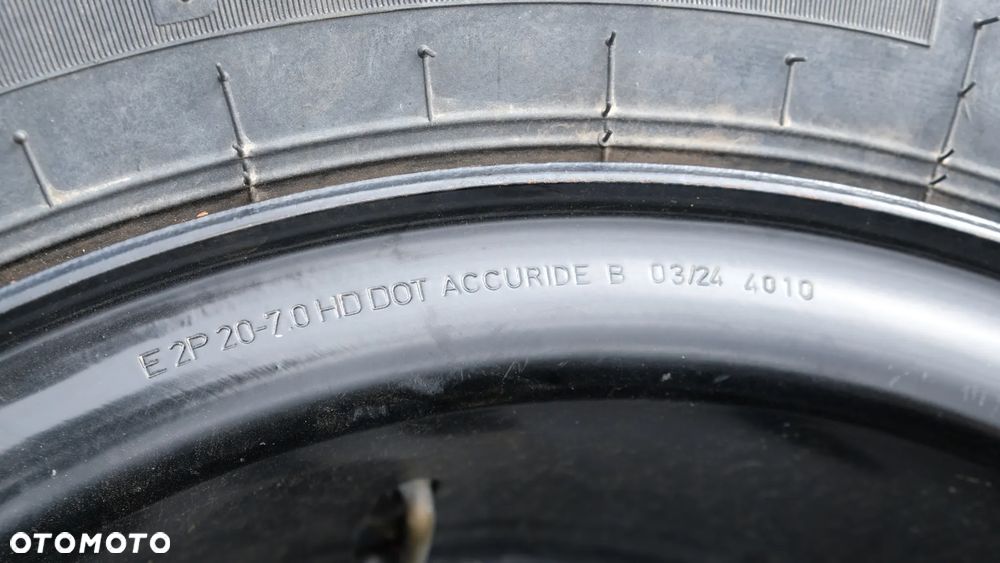 E 2P 20-7.0 HD DOT ACCURIDE B 03/24 4010
OTOMOTO